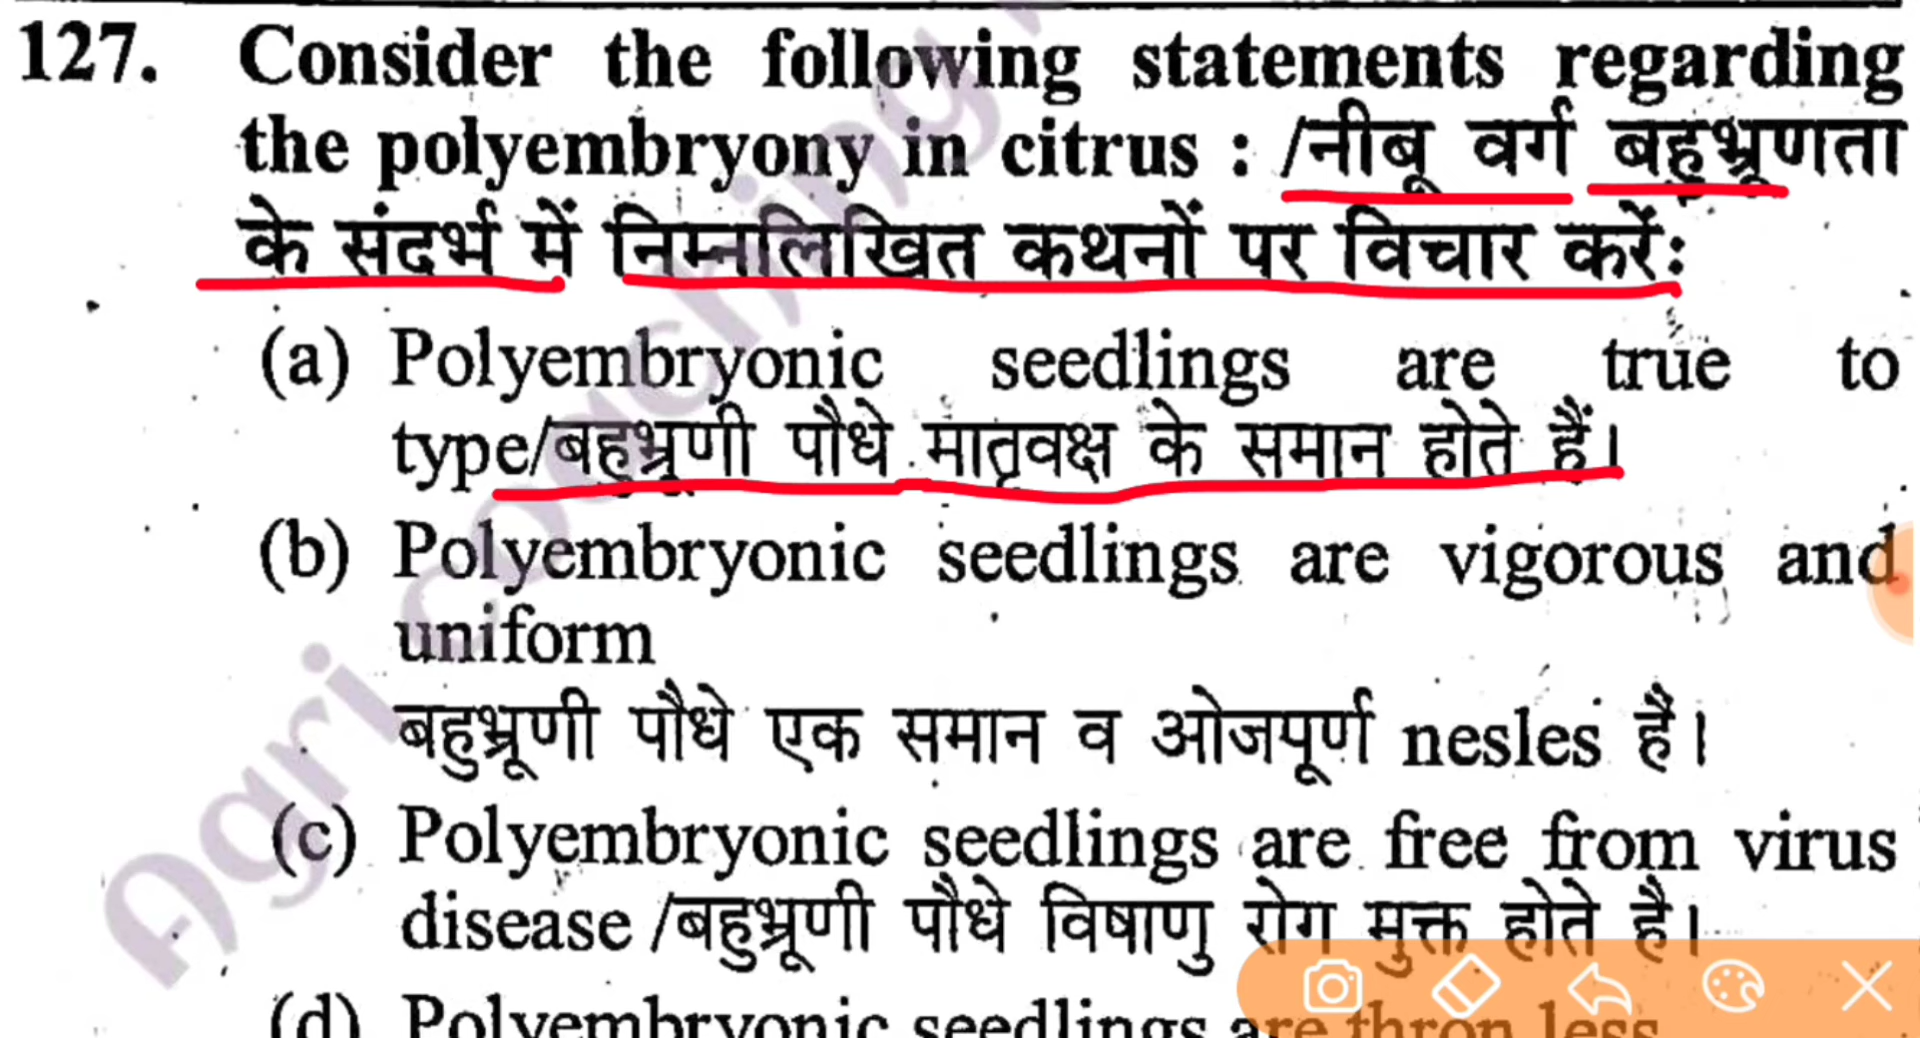 127. Consider the following statements regarding
the polyembryony in citrus : /नीबू वर्ग बहुभ्रूणता
के संदर्भ में निम्नलिखित कथनों पर विचार करेंः
(a) Polyembryonic seedlings are true to
type/बहुभ्रूणी पौधे मातृवक्ष के समान होते हैं।
(b) Polyembryonic seedlings are vigorous and
uniform
बहुभ्रूणी पौधे एक समान व ओजपूर्ण nesles हैं।
(c) Polyembryonic seedlings are free from virus
disease /बहुभ्रूणी पौधे विषाणु रोग मुक्त होते है।
(d) Polyembryonic seedlings are thron less
Agri Coaching